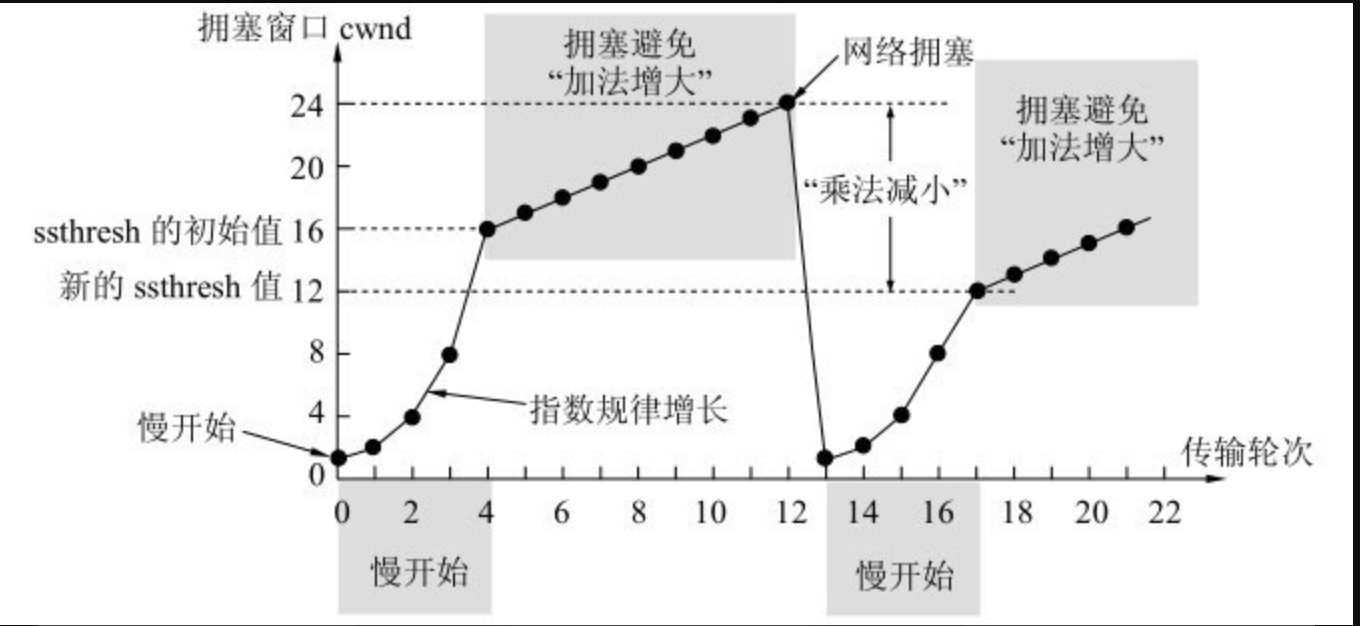 拥塞窗口 cwnd
拥塞避免
“加法增大”
网络拥塞
拥塞避免
“加法增大”
24
20
“乘法减小”
ssthresh 的初始值 16
新的 ssthresh 值 12
8
4
指数规律增长
慢开始
0
传输轮次
0 2 4 6 8 10 12 14 16 18 20 22
慢开始
慢开始